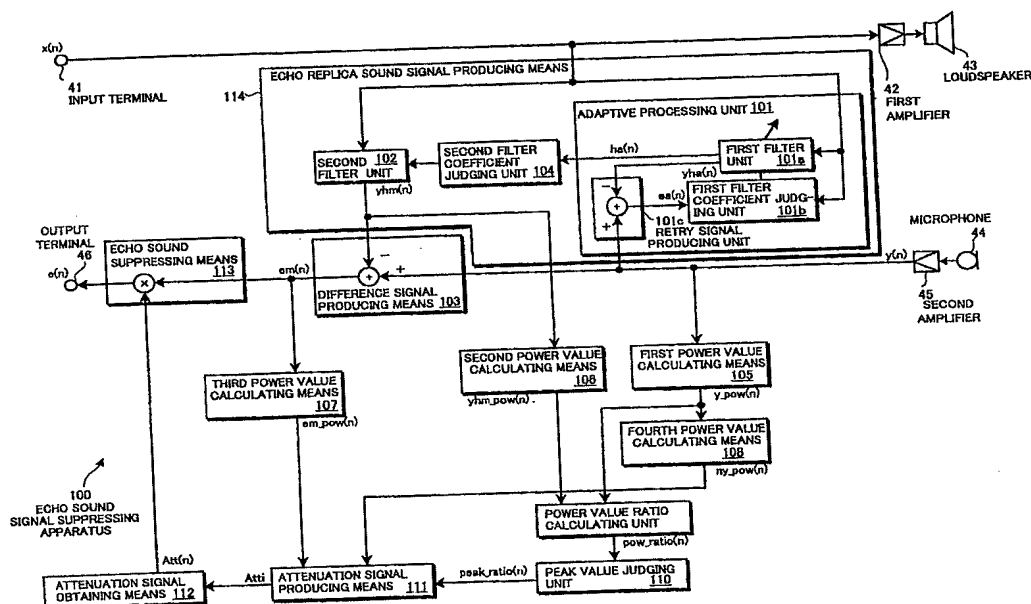 x(n)
41
INPUT TERMINAL
42
FIRST
AMPLIFIER
43
LOUDSPEAKER
114
ECHO REPLICA SOUND SIGNAL PRODUCING MEANS
ADAPTIVE PROCESSING UNIT 101
SECOND 102
FILTER UNIT
yhm(n)
SECOND FILTER
COEFFICIENT
JUDGING UNIT 104
ha(n)
FIRST FILTER
UNIT 101a
yha(n)
FIRST FILTER
COEFFICIENT JUDG-
ING UNIT 101b
ea(n)
−
+
+
101c
RETRY SIGNAL
PRODUCING UNIT
MICROPHONE
44
y(n)
45
SECOND
AMPLIFIER
OUTPUT
TERMINAL
46
e(n)
ECHO SOUND
SUPPRESSING MEANS
113
×
em(n)
−
+
+
DIFFERENCE SIGNAL
PRODUCING MEANS 103
THIRD POWER VALUE
CALCULATING MEANS
107
em_pow(n)
SECOND POWER VALUE
CALCULATING MEANS
106
yhm_pow(n)
FIRST POWER VALUE
CALCULATING MEANS
105
y_pow(n)
FOURTH POWER VALUE
CALCULATING MEANS
108
ny_pow(n)
POWER VALUE RATIO
CALCULATING UNIT
pow_ratio(n)
PEAK VALUE JUDGING
UNIT 110
peak_ratio(n)
ATTENUATION SIGNAL
PRODUCING MEANS 111
Atti
ATTENUATION SIGNAL
OBTAINING MEANS 112
Att(n)
100
ECHO SOUND
SIGNAL SUPPRESSING
APPARATUS